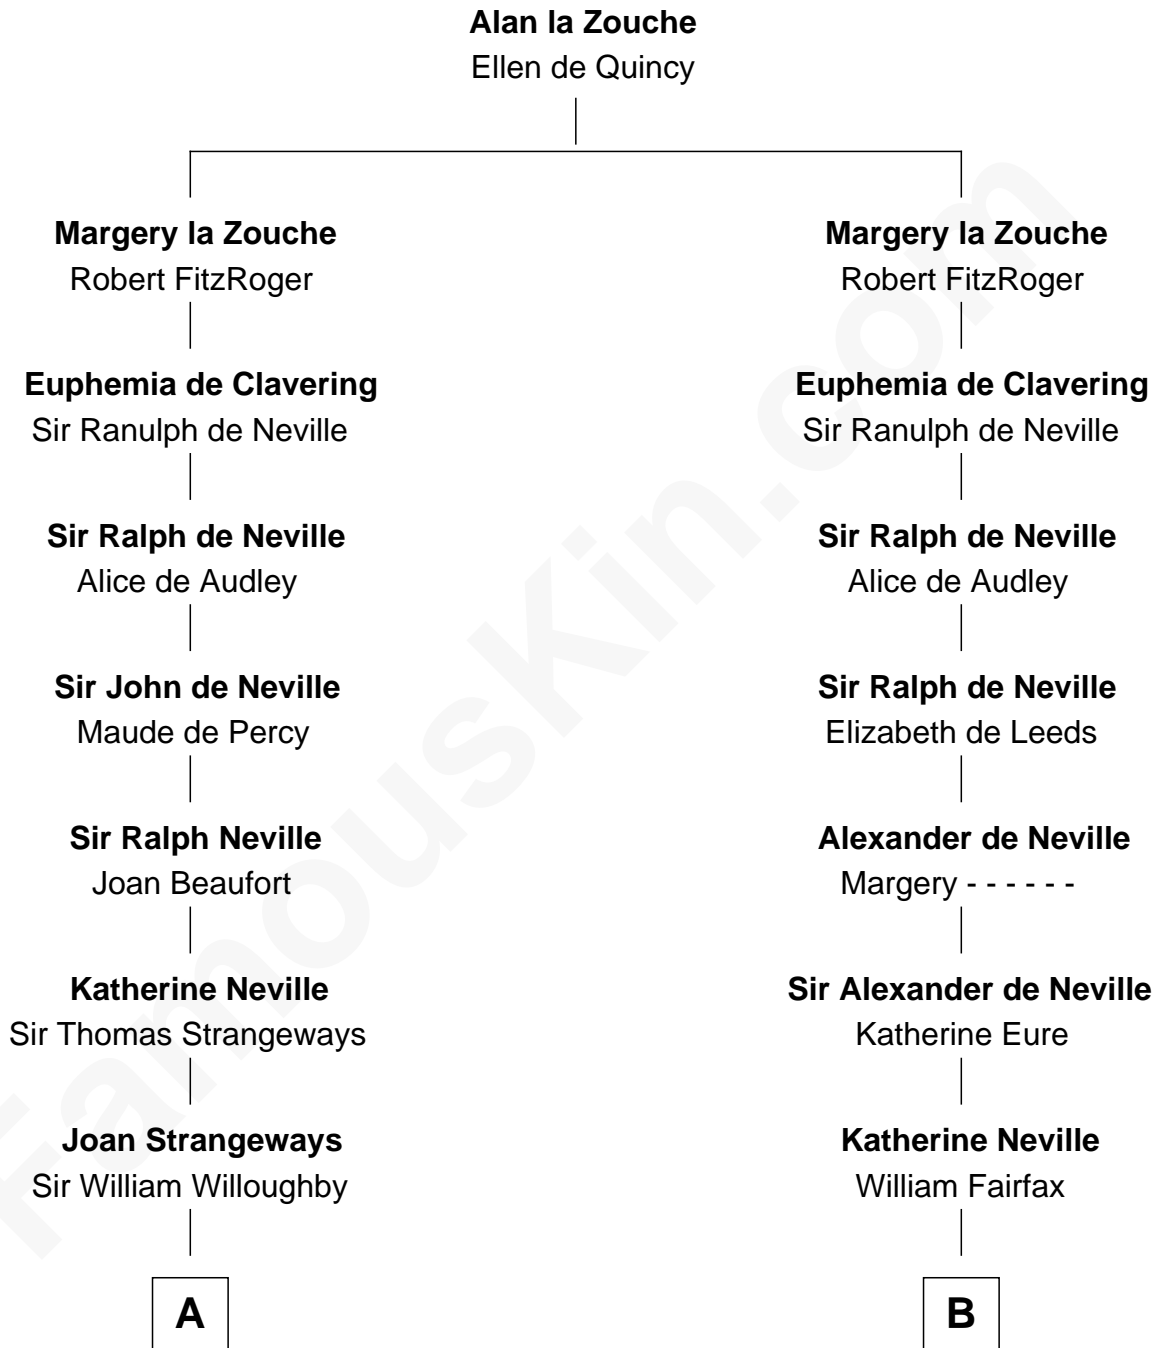 Alan la Zouche
Ellen de Quincy
Margery la Zouche
Robert FitzRoger
Euphemia de Clavering
Sir Ranulph de Neville
Sir Ralph de Neville
Alice de Audley
Sir John de Neville
Maude de Percy
Sir Ralph Neville
Joan Beaufort
Katherine Neville
Sir Thomas Strangeways
Joan Strangeways
Sir William Willoughby
A
Margery la Zouche
Robert FitzRoger
Euphemia de Clavering
Sir Ranulph de Neville
Sir Ralph de Neville
Alice de Audley
Sir Ralph de Neville
Elizabeth de Leeds
Alexander de Neville
Margery - - - - - -
Sir Alexander de Neville
Katherine Eure
Katherine Neville
William Fairfax
B
FamousKin.com